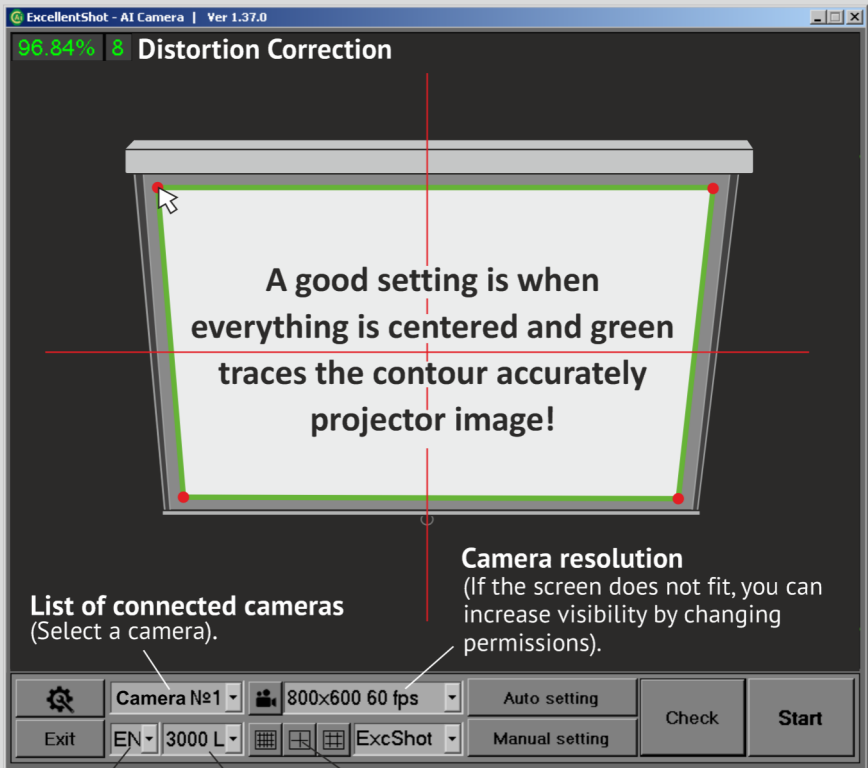 ExcellentShot - AI Camera | Ver 1.37.0
96.84% 8 Distortion Correction
A good setting is when
everything is centered and green
traces the contour accurately
projector image!
Camera resolution
(If the screen does not fit, you can
increase visibility by changing
permissions).
List of connected cameras
(Select a camera).
Camera №1 800x600 60 fps Auto setting Check Start
Exit EN 3000 L ExcShot Manual setting